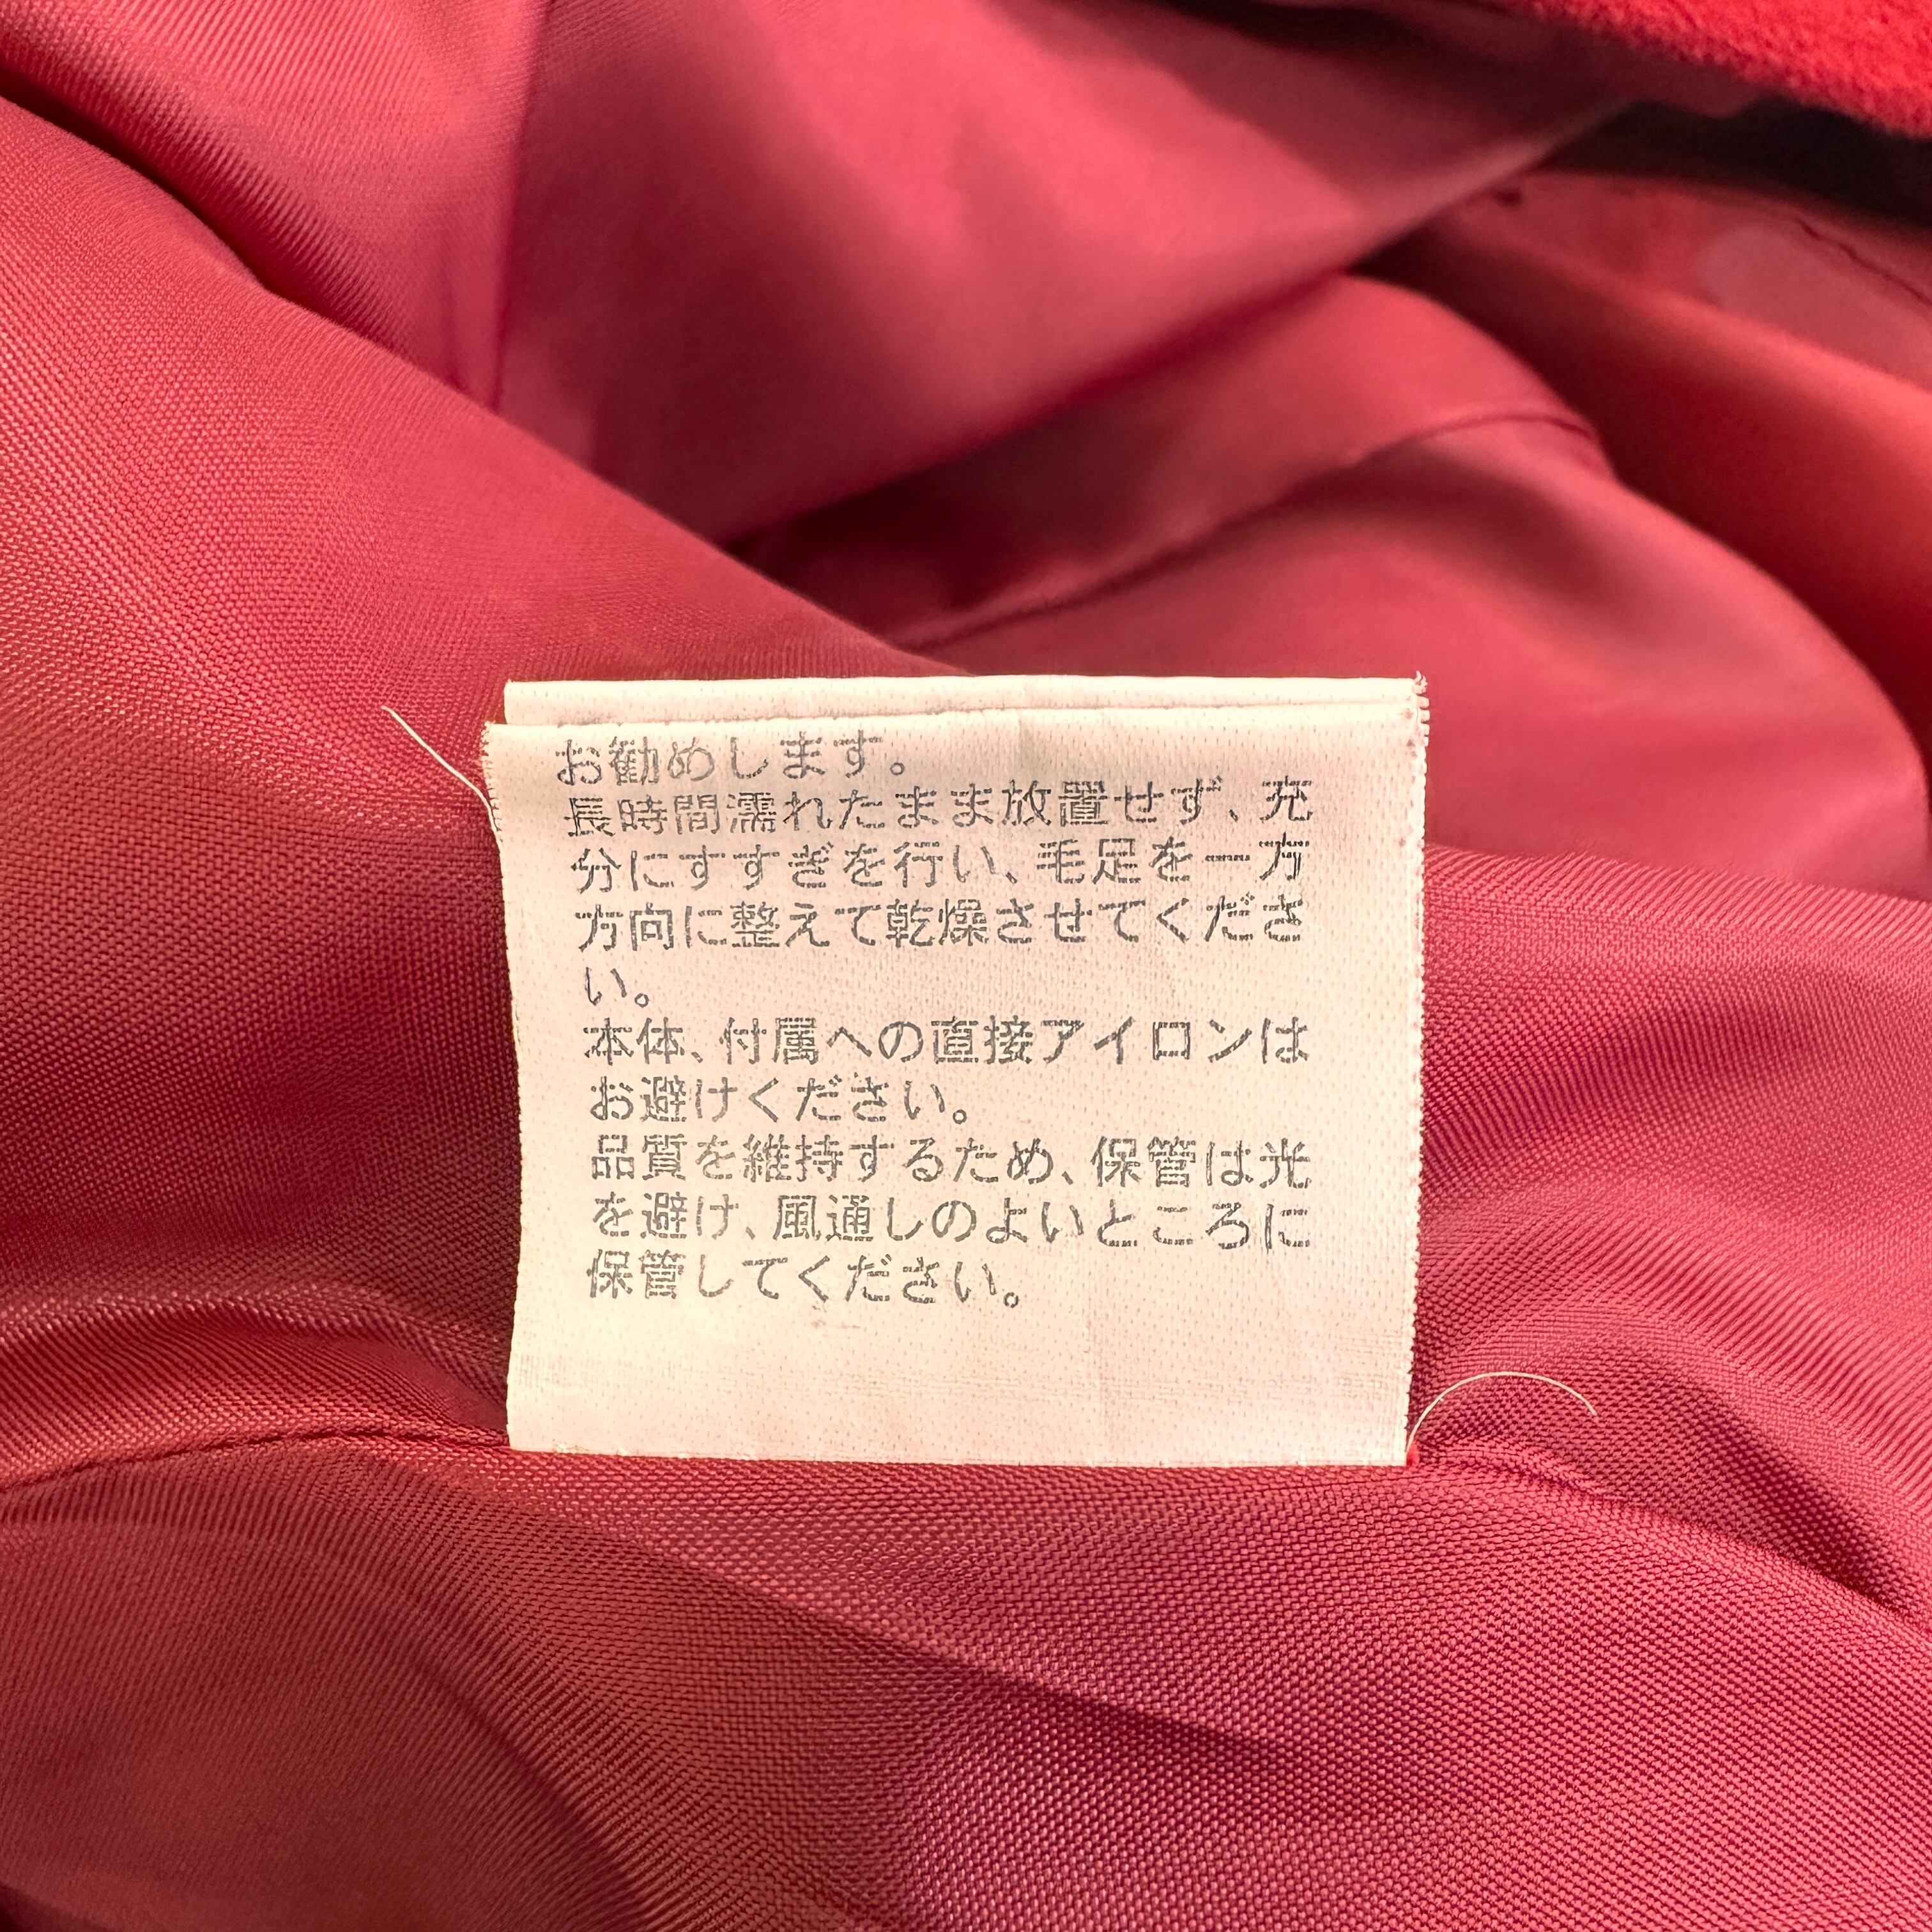 お勧めします。
長時間濡れたまま放置せず、充
分にすすぎを行い、毛足を一方
方向に整えて乾燥させてくださ
い。
本体、付属への直接アイロンは
お避けください。
品質を維持するため、保管は光
を避け、風通しのよいところに
保管してください。